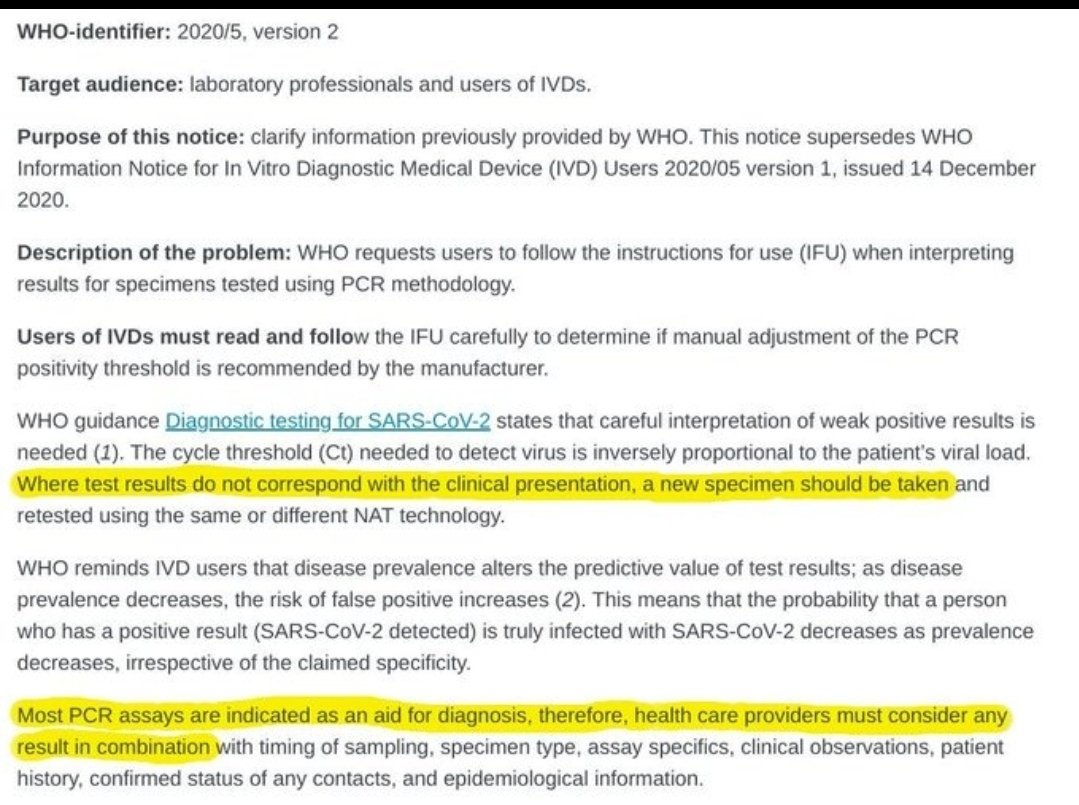 WHO-identifier: 2020/5, version 2
Target audience: laboratory professionals and users of IVDs.
Purpose of this notice: clarify information previously provided by WHO. This notice supersedes WHO
Information Notice for In Vitro Diagnostic Medical Device (IVD) Users 2020/05 version 1, issued 14 December
2020.
Description of the problem: WHO requests users to follow the instructions for use (IFU) when interpreting
results for specimens tested using PCR methodology.
Users of IVDs must read and follow the IFU carefully to determine if manual adjustment of the PCR
positivity threshold is recommended by the manufacturer.
WHO guidance Diagnostic testing for SARS-CoV-2 states that careful interpretation of weak positive results is
needed (1). The cycle threshold (Ct) needed to detect virus is inversely proportional to the patient's viral load.
Where test results do not correspond with the clinical presentation, a new specimen should be taken and
retested using the same or different NAT technology.
WHO reminds IVD users that disease prevalence alters the predictive value of test results; as disease
prevalence decreases, the risk of false positive increases (2). This means that the probability that a person
who has a positive result (SARS-CoV-2 detected) is truly infected with SARS-CoV-2 decreases as prevalence
decreases, irrespective of the claimed specificity.
Most PCR assays are indicated as an aid for diagnosis, therefore, health care providers must consider any
result in combination with timing of sampling, specimen type, assay specifics, clinical observations, patient
history, confirmed status of any contacts, and epidemiological information.